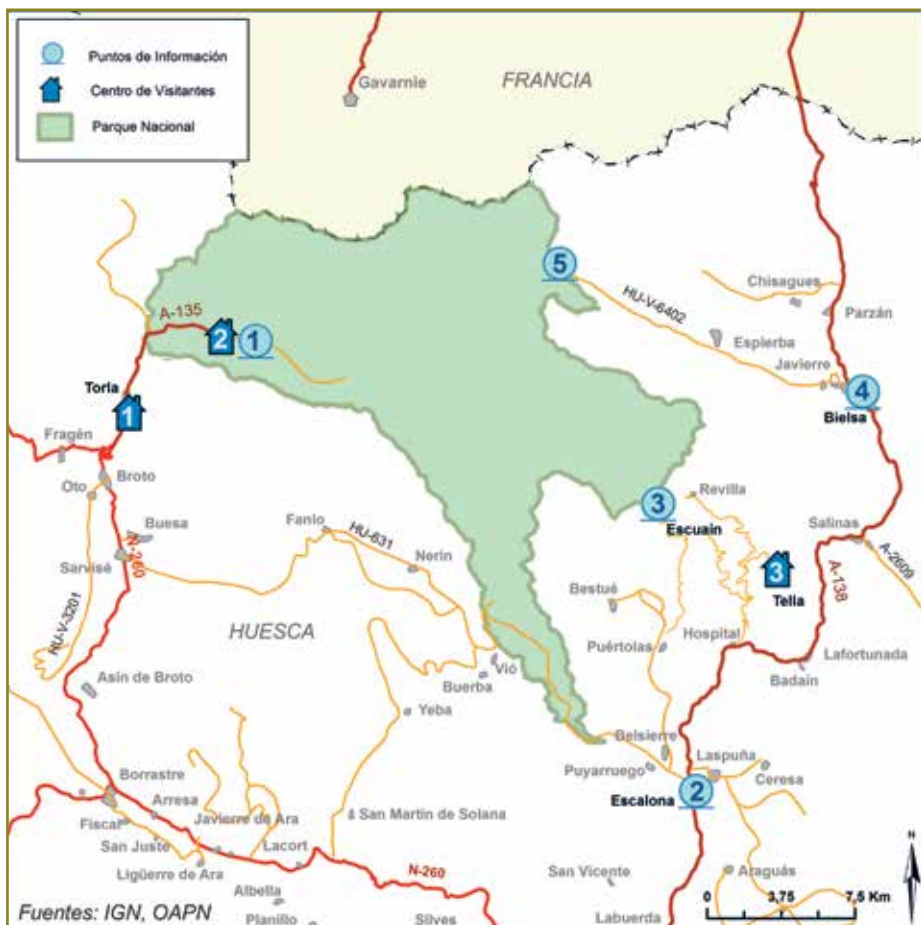 Puntos de Información
Centro de Visitantes
Parque Nacional
Gavarnie
FRANCIA
5
HU-V-6402
Chisagues
Parzán
Espierba
Javierre
4
Bielsa
A-135
2
1
Torla
1
Fragén
Broto
Oto
Buesa
Sarvisé
N-260
HU-V-3201
Fanlo
HU-631
Nerín
3
Revilla
Escuaín
Salinas
A-2609
3
Tella
A-138
Bestué
HUESCA
Puértolas
Hospital
Lafortunada
Badaín
Asín de Broto
Vió
Buerba
Yeba
Belsierre
Laspuña
Puyarruego
Ceresa
Escalona
2
Borrastre
Arresa
Fiscal
Javierre de Ara
San Martín de Solana
San Juste
Lacort
Ligüerre de Ara
N-260
San Vicente
Araguás
Albella
Planillo
Silves
Labuerda
N
0 3,75 7,5 Km
Fuentes: IGN, OAPN